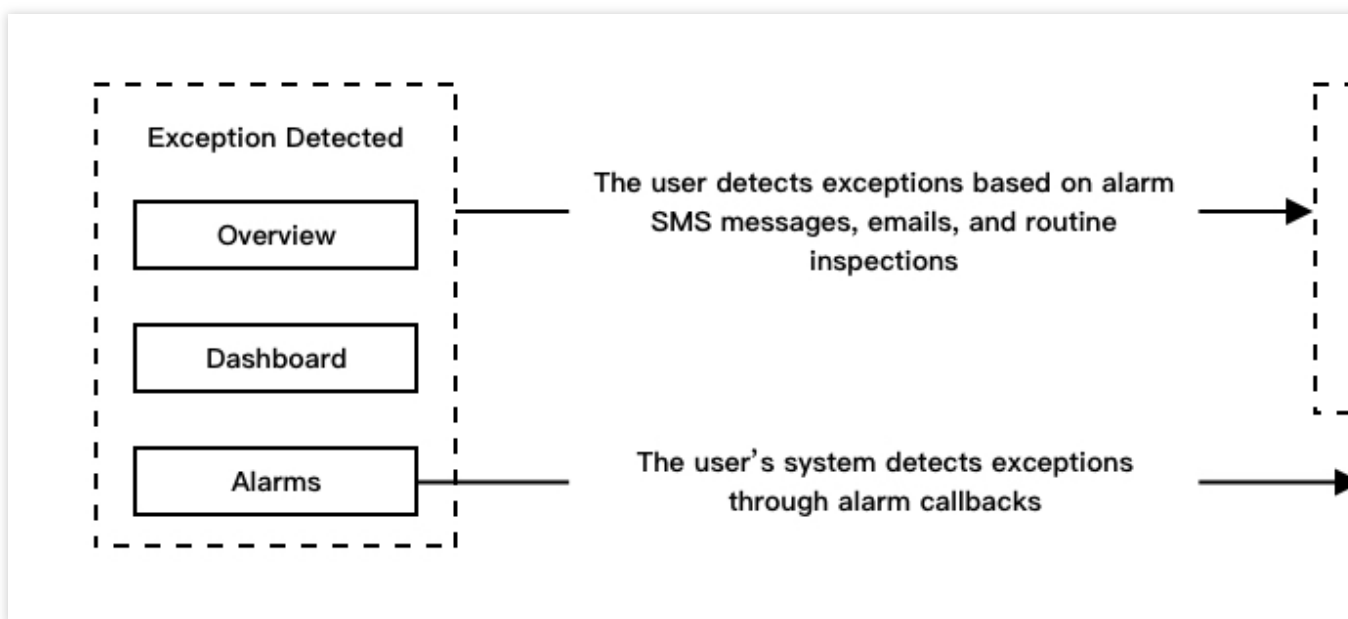 Exception Detected
Overview
Dashboard
Alarms
The user detects exceptions based on alarm
SMS messages, emails, and routine
inspections
The user’s system detects exceptions
through alarm callbacks